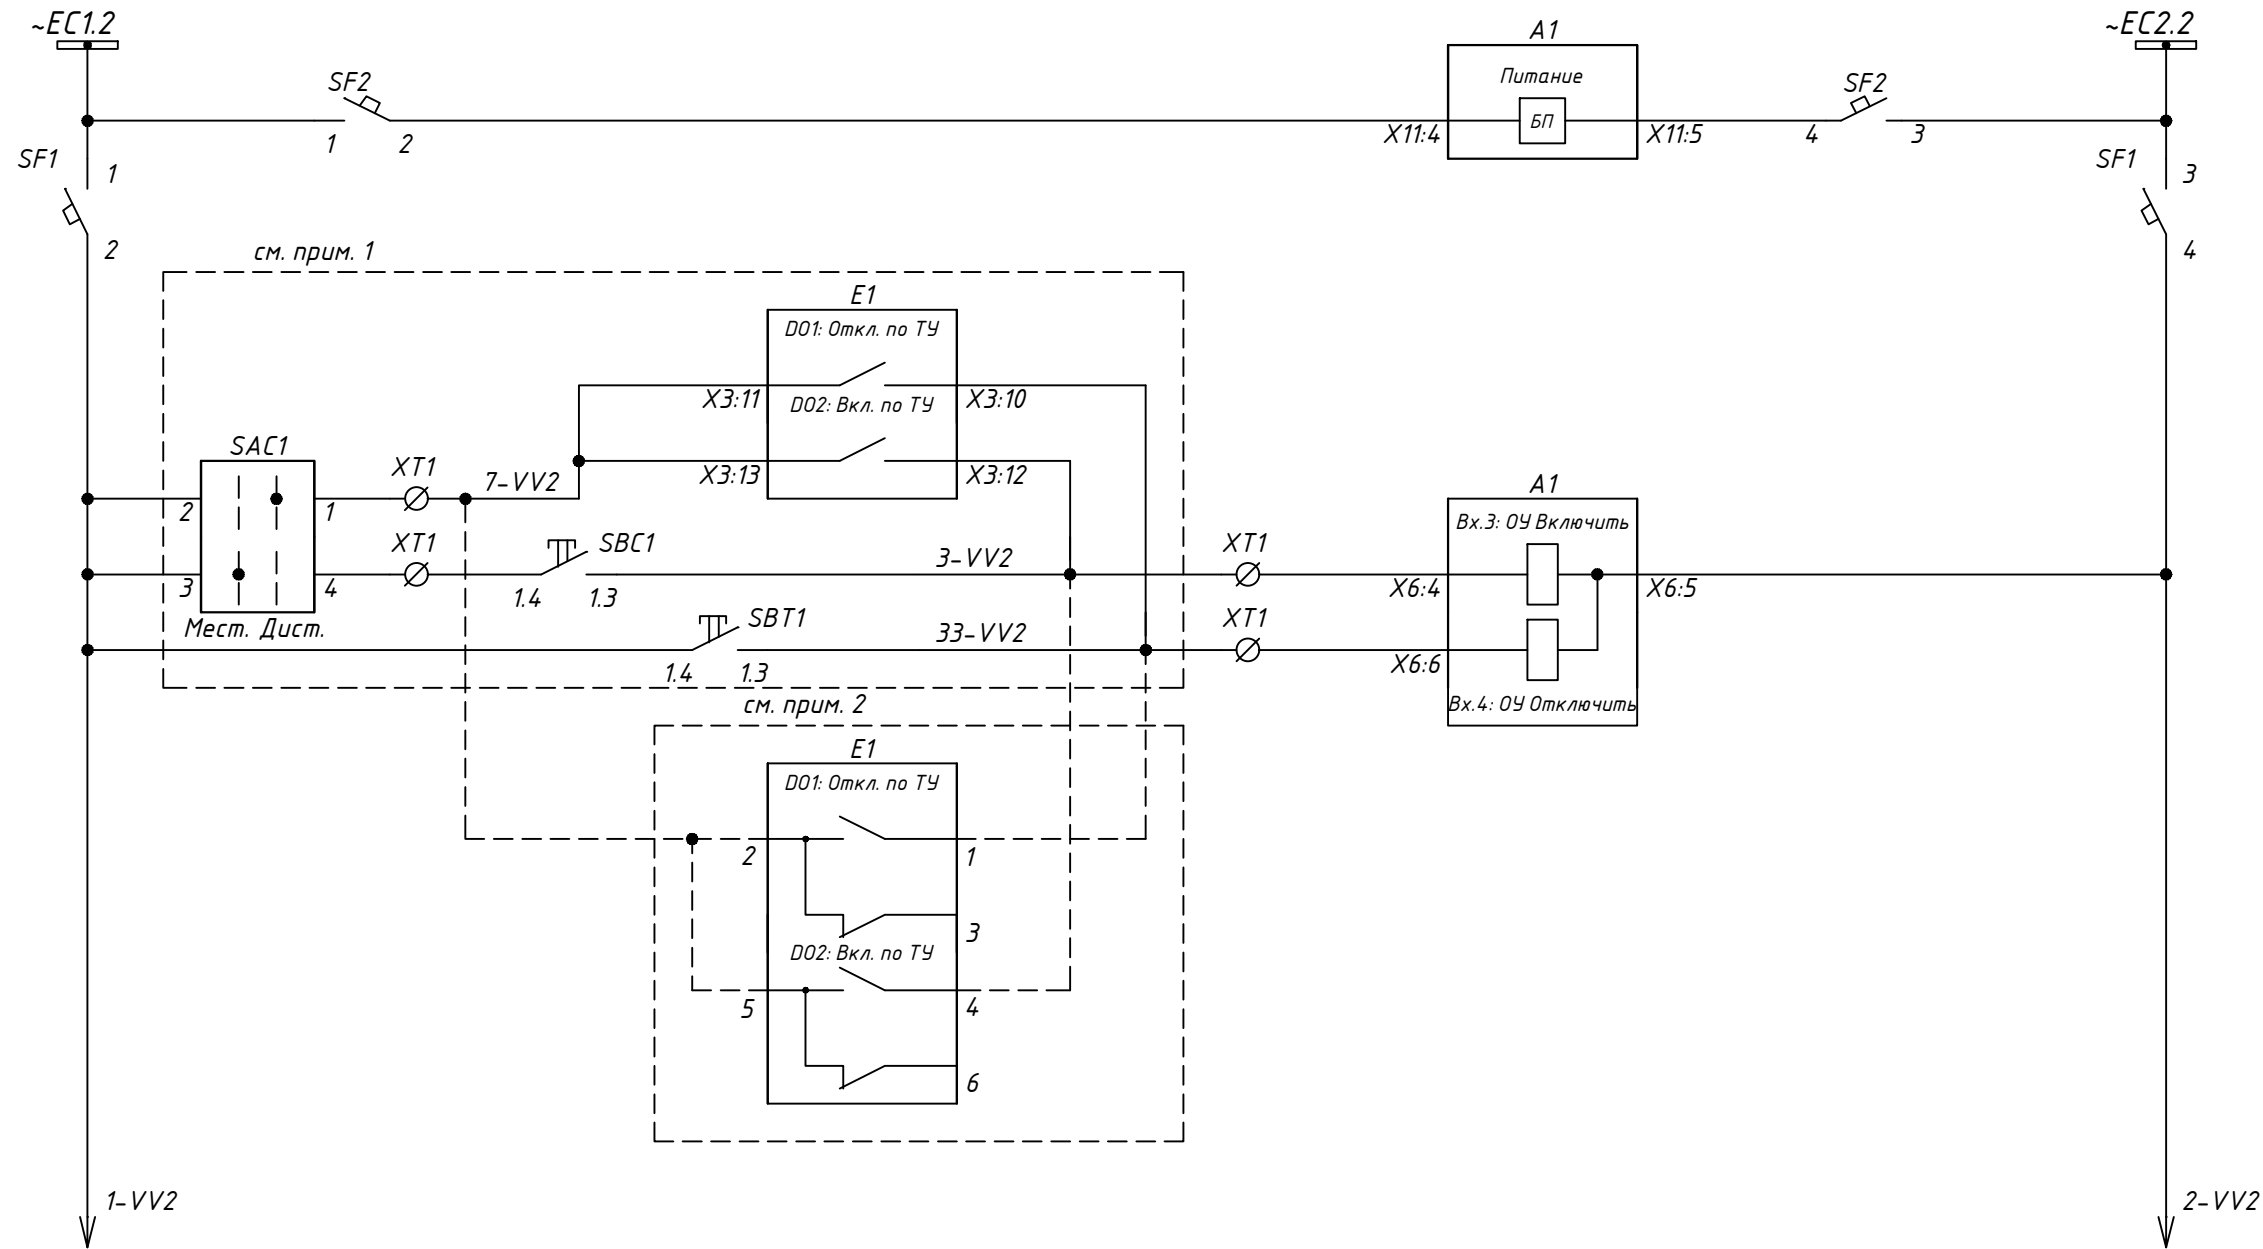 ~ЕС1.2
~ЕС2.2
А1
Питание
БП
SF2
1
2
X11:4
X11:5
SF2
4
3
SF1
1
2
SF1
3
4
см. прим. 1
E1
DO1: Откл. по ТУ
X3:11
X3:10
DO2: Вкл. по ТУ
X3:13
X3:12
SAC1
2
1
3
4
Мест. Дист.
XT1
7-VV2
XT1
SBC1
1.4
1.3
3-VV2
XT1
SBT1
1.4
1.3
33-VV2
XT1
А1
Вх.3: ОУ Включить
X6:4
X6:5
X6:6
Вх.4: ОУ Отключить
см. прим. 2
E1
DO1: Откл. по ТУ
2
1
3
DO2: Вкл. по ТУ
5
4
6
1-VV2
2-VV2